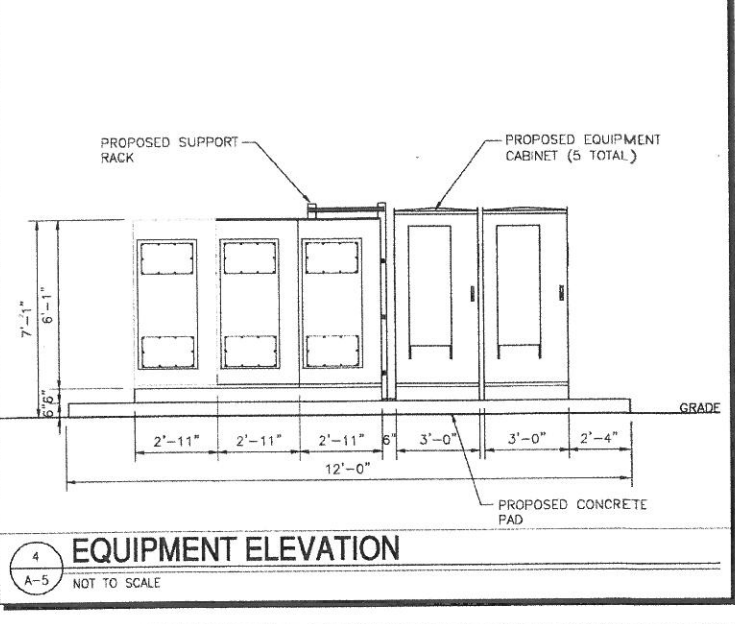 PROPOSED SUPPORT
RACK
PROPOSED EQUIPMENT
CABINET (5 TOTAL)
7'-1"
6'-1"
6"
6"
GRADE
2'-11"
2'-11"
2'-11"
6"
3'-0"
3'-0"
2'-4"
12'-0"
PROPOSED CONCRETE
PAD
4
EQUIPMENT ELEVATION
A-5
NOT TO SCALE